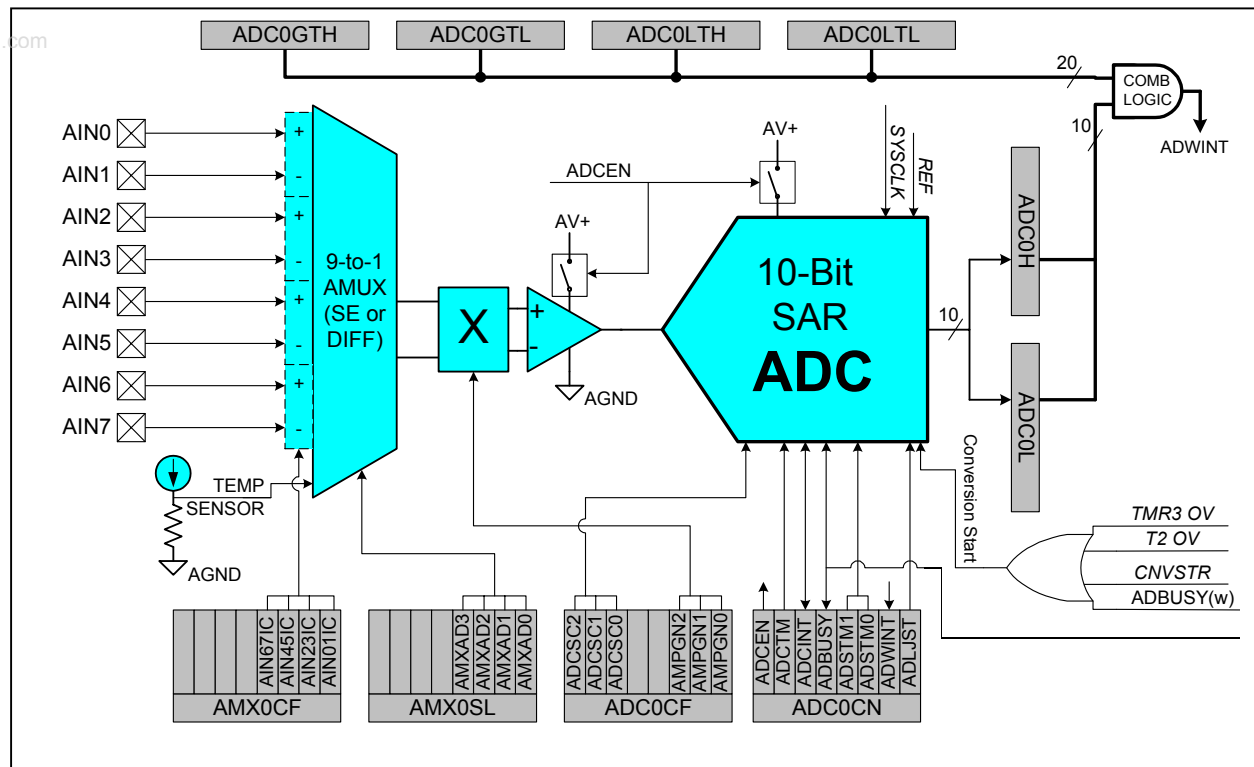 .com
ADC0GTH
ADC0GTL
ADC0LTH
ADC0LTL
20
COMB
LOGIC
10
ADWINT
AIN0
AIN1
AIN2
AIN3
AIN4
AIN5
AIN6
AIN7
+
-
+
-
+
-
+
-
9-to-1
AMUX
(SE or
DIFF)
TEMP
SENSOR
AGND
X
+
-
AV+
AGND
ADCEN
AV+
SYSCLK
REF
10-Bit
SAR
ADC
10
ADC0H
ADC0L
Conversion Start
TMR3 OV
T2 OV
CNVSTR
ADBUSY(w)
AIN67IC
AIN45IC
AIN23IC
AIN01IC
AMX0CF
AMXAD3
AMXAD2
AMXAD1
AMXAD0
AMX0SL
ADCSC2
ADCSC1
ADCSC0
AMPGN2
AMPGN1
AMPGN0
ADC0CF
ADCEN
ADCTM
ADCINT
ADBUSY
ADSTM1
ADSTM0
ADWINT
ADLJST
ADC0CN